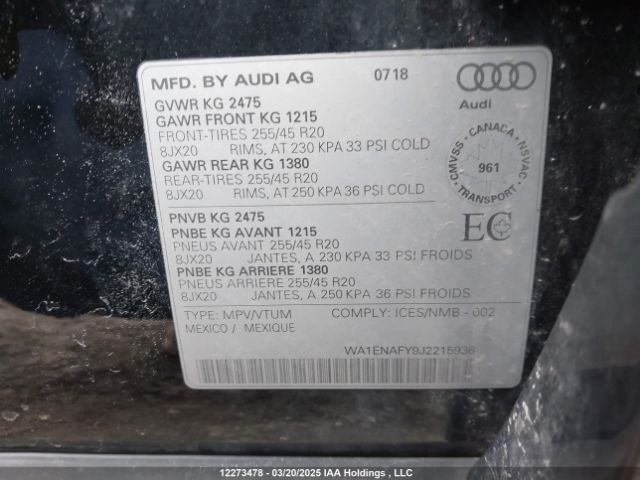 MFD. BY AUDI AG 0718
Audi
GVWR KG 2475
GAWR FRONT KG 1215
FRONT-TIRES 255/45 R20
8JX20 RIMS, AT 230 KPA 33 PSI COLD
GAWR REAR KG 1380
REAR-TIRES 255/45 R20
8JX20 RIMS, AT 250 KPA 36 PSI COLD
CMVSS - CANADA - NSVAC
961
TRANSPORT
PNVB KG 2475
PNBE KG AVANT 1215
PNEUS AVANT 255/45 R20
8JX20 JANTES, A 230 KPA 33 PSI FROIDS
PNBE KG ARRIERE 1380
PNEUS ARRIERE 255/45 R20
8JX20 JANTES, A 250 KPA 36 PSI FROIDS
EC
TYPE: MPV/VTUM COMPLY: ICES/NMB - 002
MEXICO / MEXIQUE
WA1ENAFY9J2215936
12273478 - 03/20/2025 IAA Holdings , LLC